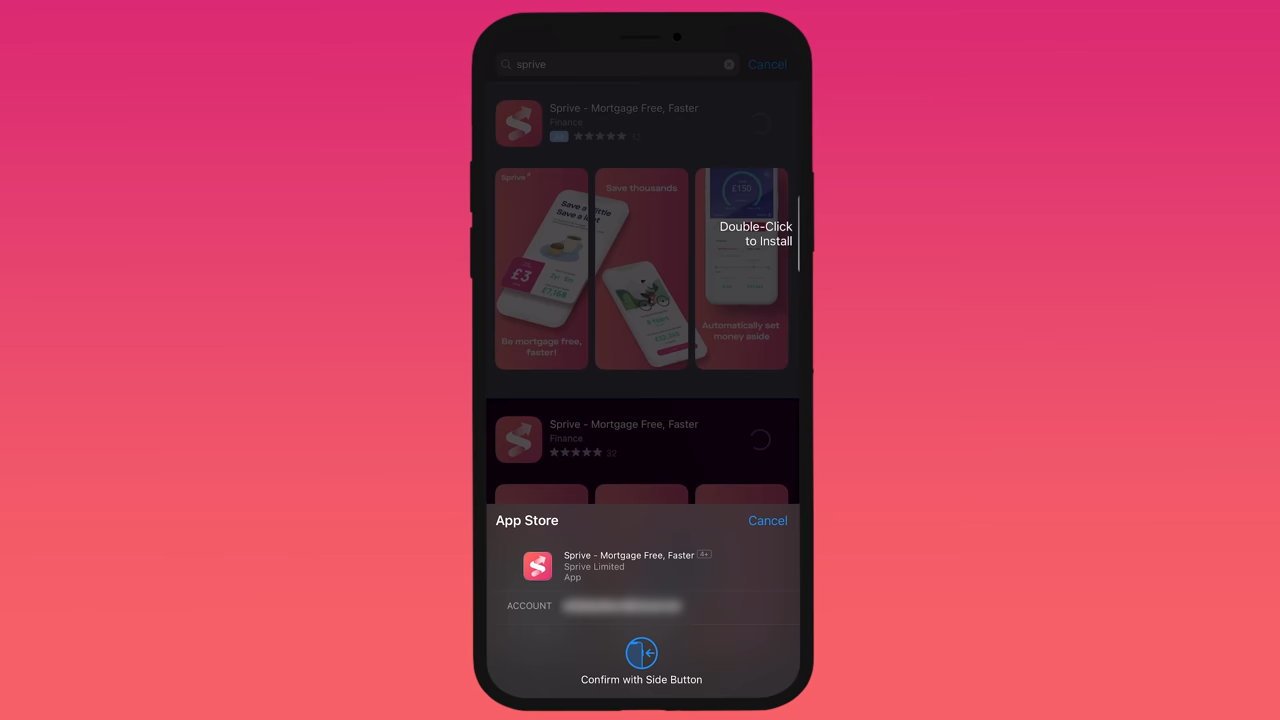 sprive
Cancel
Sprive - Mortgage Free, Faster
Finance
Sprive
Save a little
Save a lot
£3
£7,168
Be mortgage free,
faster!
Save thousands
£150
Automatically set
money aside
Double-Click
to Install
Sprive - Mortgage Free, Faster
Finance
32
App Store
Cancel
Sprive - Mortgage Free, Faster 4+
Sprive Limited
App
ACCOUNT
Confirm with Side Button